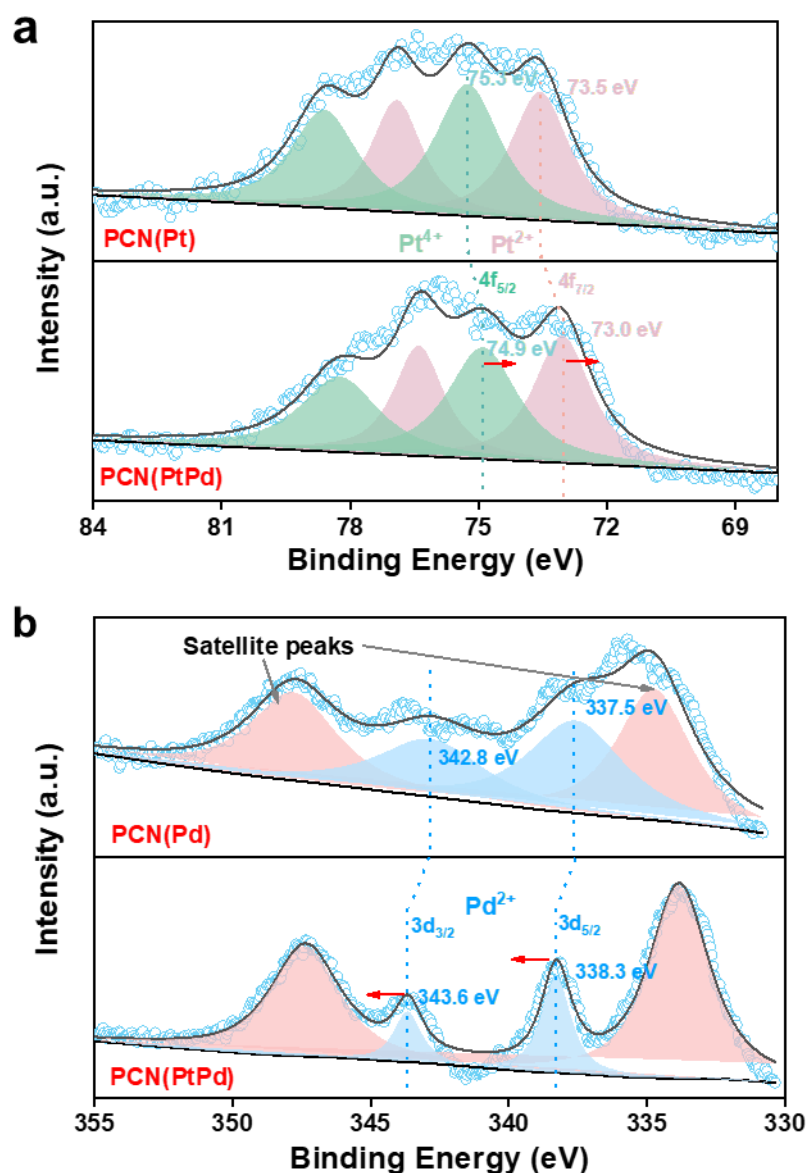 a
75.3 eV
73.5 eV
Intensity (a.u.)
PCN(Pt)
Pt⁴⁺
Pt²⁺
4f₅/₂
4f₇/₂
74.9 eV
73.0 eV
PCN(PtPd)
84 81 78 75 72 69
Binding Energy (eV)
b
Satellite peaks
337.5 eV
342.8 eV
Intensity (a.u.)
PCN(Pd)
Pd²⁺
3d₃/₂
3d₅/₂
343.6 eV
338.3 eV
PCN(PtPd)
355 350 345 340 335 330
Binding Energy (eV)